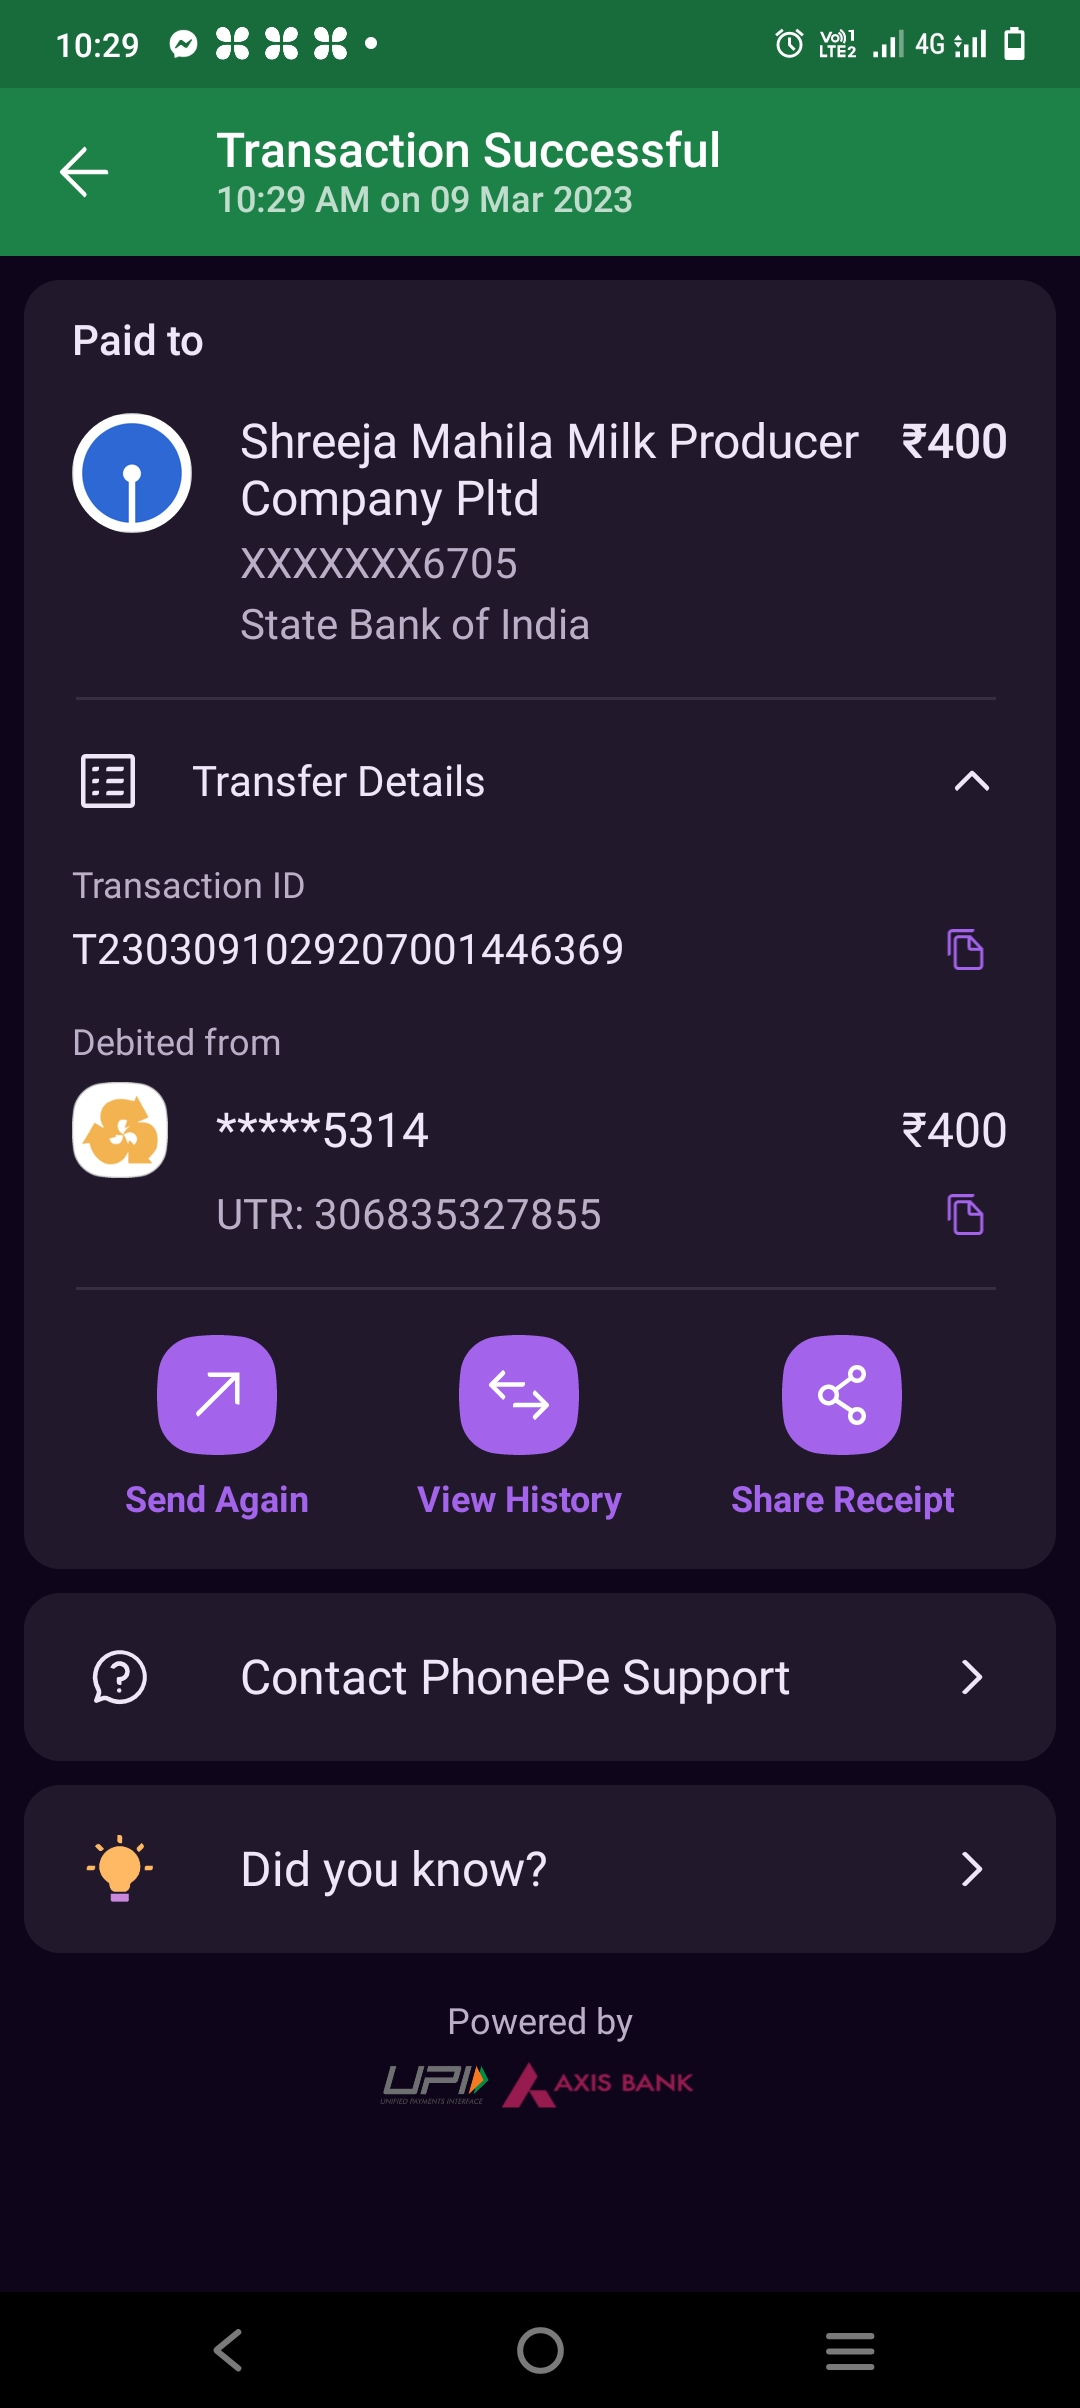 10:29
Vo))1
LTE2
4G
Transaction Successful
10:29 AM on 09 Mar 2023
Paid to
Shreeja Mahila Milk Producer ₹400
Company Pltd
XXXXXXX6705
State Bank of India
Transfer Details
Transaction ID
T2303091029207001446369
Debited from
*****5314 ₹400
UTR: 306835327855
Send Again View History Share Receipt
Contact PhonePe Support
Did you know?
Powered by
UPI AXIS BANK
UNIFIED PAYMENTS INTERFACE